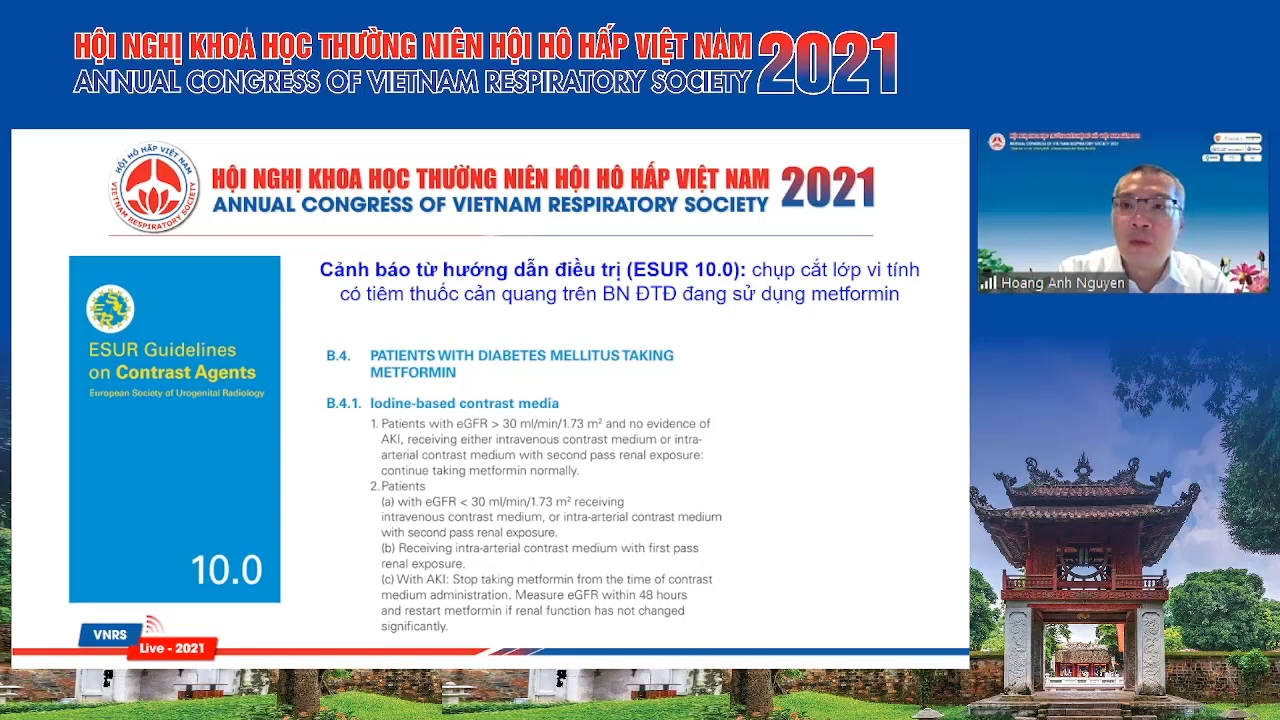 HỘI NGHỊ KHOA HỌC THƯỜNG NIÊN HỘI HÔ HẤP VIỆT NAM 2021
ANNUAL CONGRESS OF VIETNAM RESPIRATORY SOCIETY
HỘI HÔ HẤP VIỆT NAM
VIETNAM RESPIRATORY SOCIETY
HỘI NGHỊ KHOA HỌC THƯỜNG NIÊN HỘI HÔ HẤP VIỆT NAM 2021
ANNUAL CONGRESS OF VIETNAM RESPIRATORY SOCIETY
Hoang Anh Nguyen
Cảnh báo từ hướng dẫn điều trị (ESUR 10.0): chụp cắt lớp vi tính
có tiêm thuốc cản quang trên BN ĐTĐ đang sử dụng metformin
ESUR Guidelines
on Contrast Agents
European Society of Urogenital Radiology
10.0
B.4. PATIENTS WITH DIABETES MELLITUS TAKING
METFORMIN
B.4.1. Iodine-based contrast media
1. Patients with eGFR > 30 ml/min/1.73 m² and no evidence of
AKI, receiving either intravenous contrast medium or intra-
arterial contrast medium with second pass renal exposure:
continue taking metformin normally.
2. Patients
(a) with eGFR < 30 ml/min/1.73 m² receiving
intravenous contrast medium, or intra-arterial contrast medium
with second pass renal exposure.
(b) Receiving intra-arterial contrast medium with first pass
renal exposure.
(c) With AKI: Stop taking metformin from the time of contrast
medium administration. Measure eGFR within 48 hours
and restart metformin if renal function has not changed
significantly.
VNRS
Live - 2021